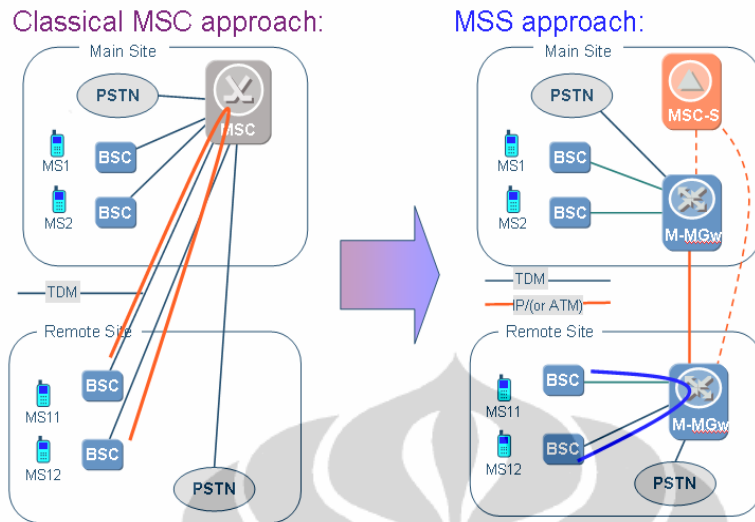 Classical MSC approach:
MSS approach:
Main Site
PSTN
MSC
MS1
BSC
MS2
BSC
TDM
Remote Site
BSC
MS11
BSC
MS12
PSTN
Main Site
PSTN
MSC-S
MS1
BSC
MS2
BSC
M-MGw
TDM
IP/(or ATM)
Remote Site
BSC
MS11
M-MGw
BSC
MS12
PSTN